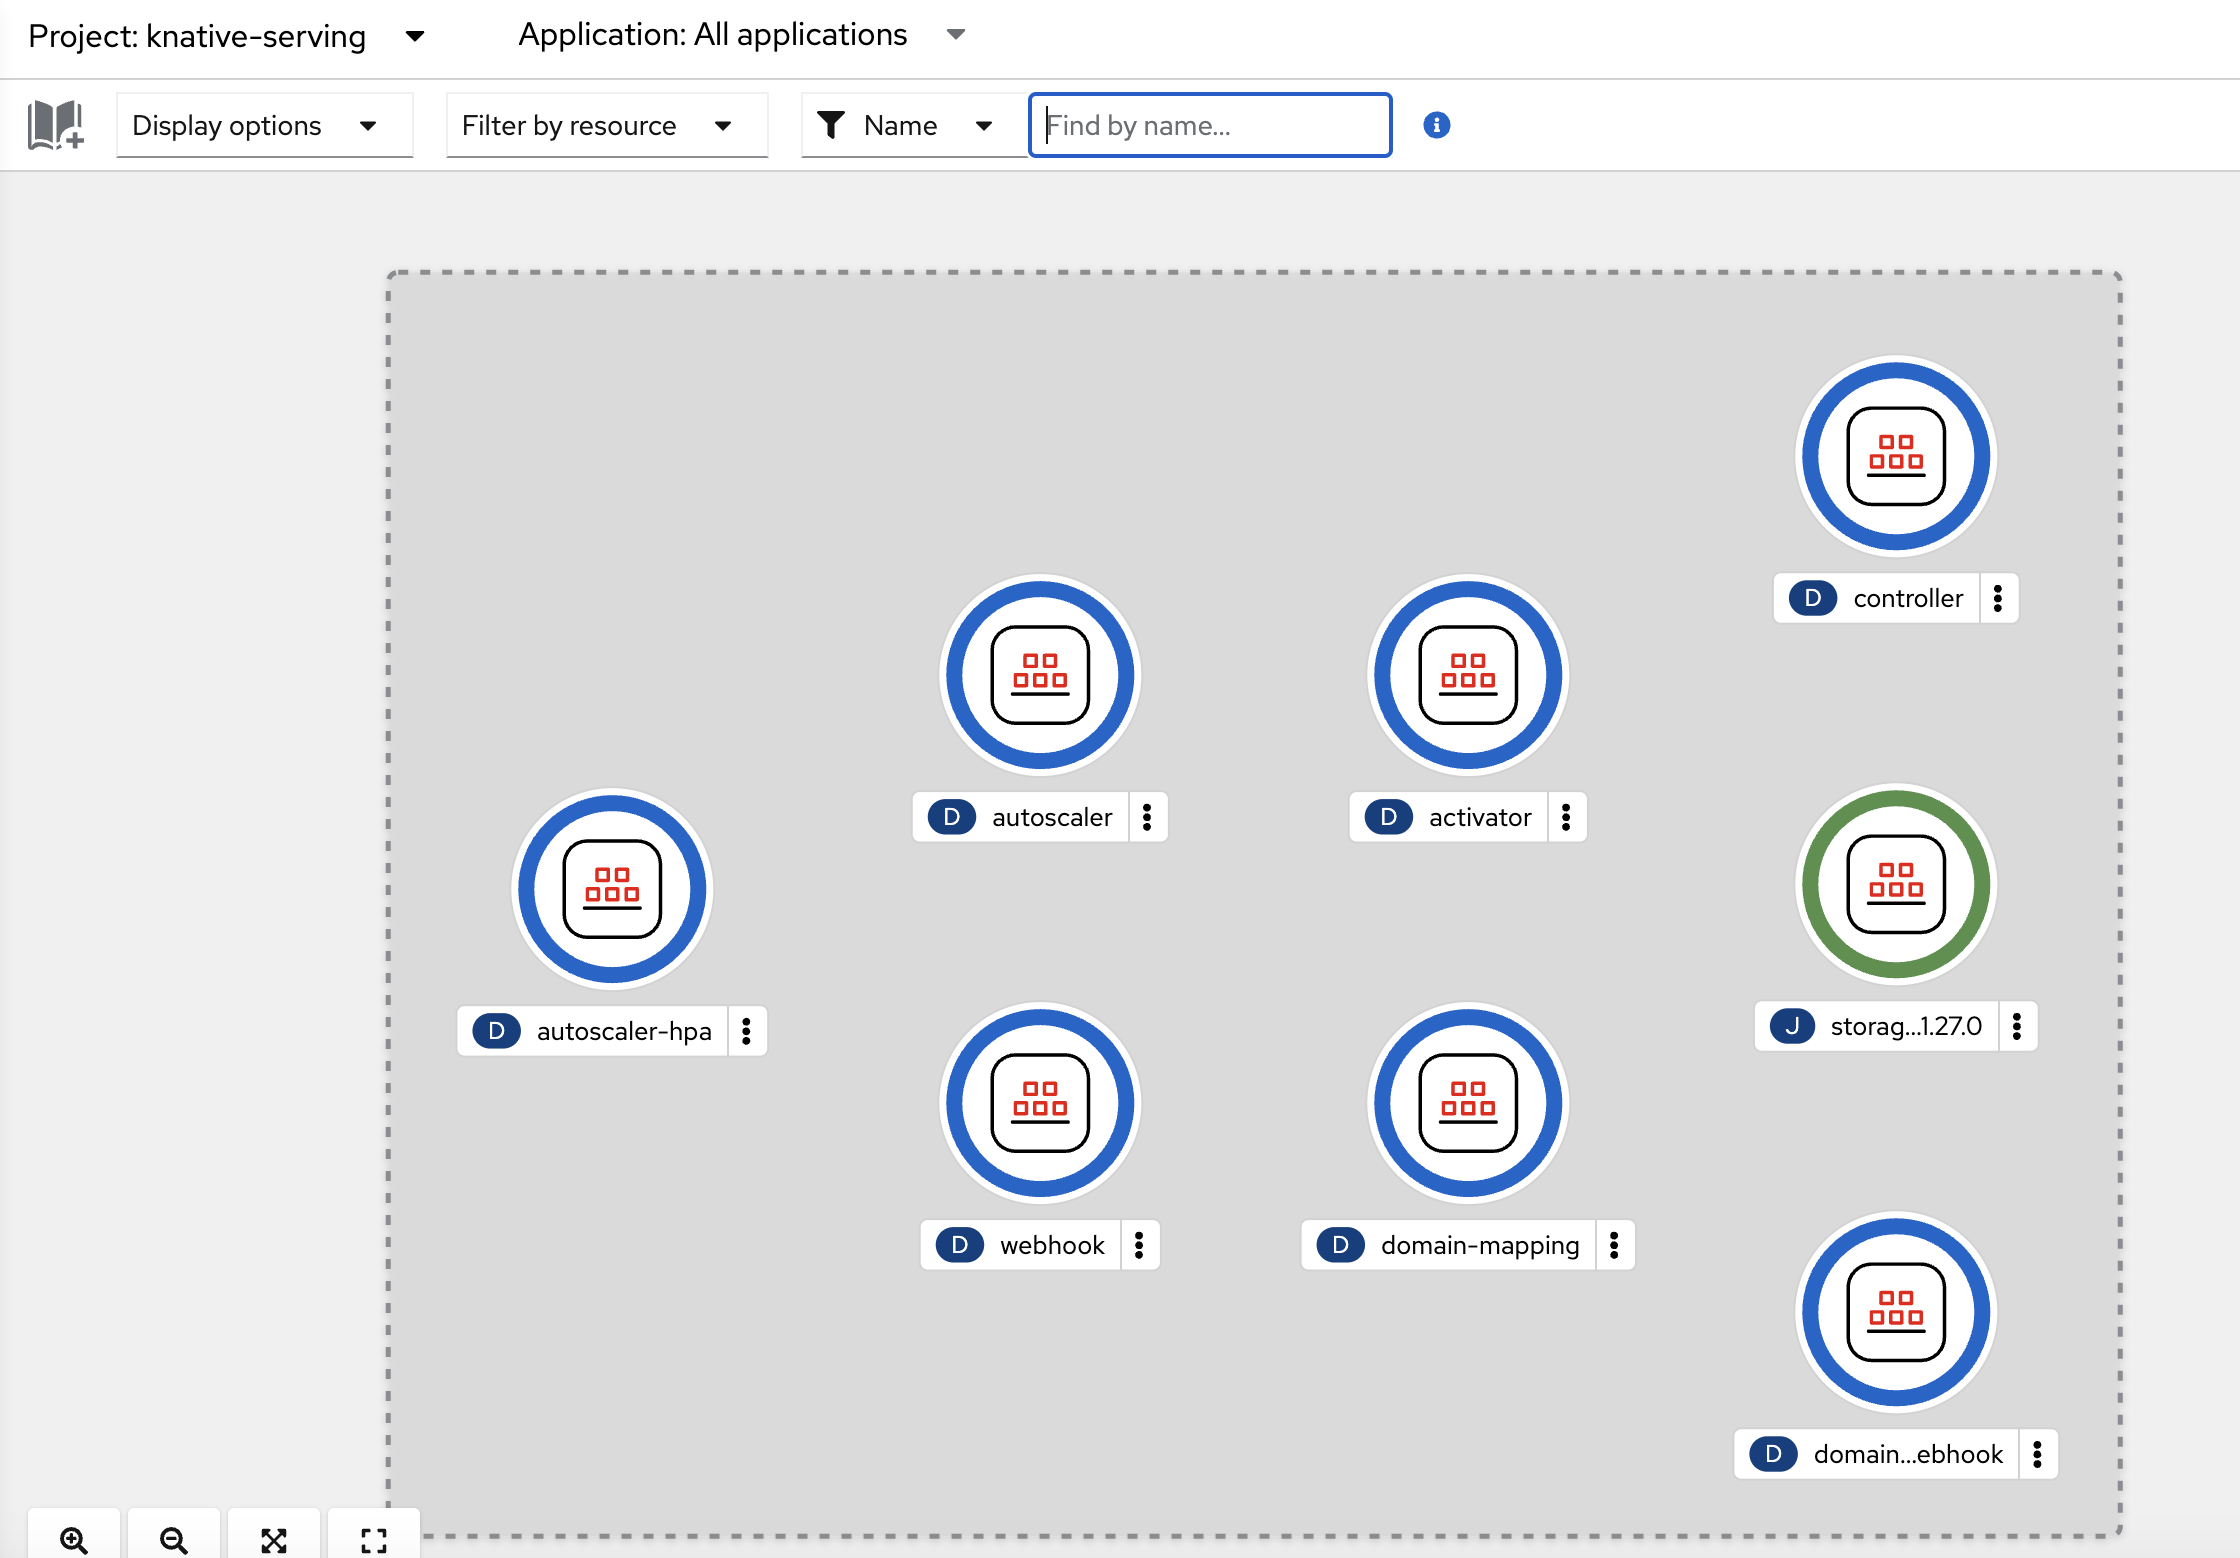 Project: knative-serving
Application: All applications
Display options
Filter by resource
Name
Find by name...
D controller
D autoscaler
D activator
D autoscaler-hpa
J storag...1.27.0
D webhook
D domain-mapping
D domain...ebhook